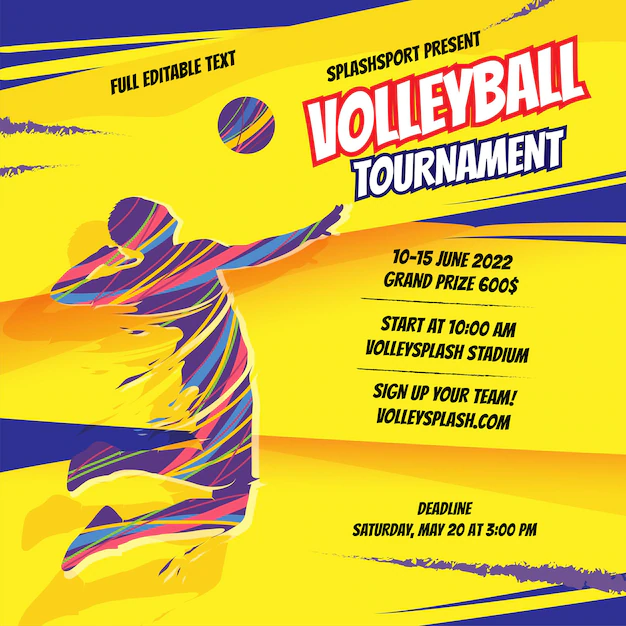 FULL EDITABLE TEXT
SPLASHSPORT PRESENT
VOLLEYBALL
TOURNAMENT
10-15 JUNE 2022
GRAND PRIZE 600$
START AT 10:00 AM
VOLLEYSPLASH STADIUM
SIGN UP YOUR TEAM!
VOLLEYSPLASH.COM
DEADLINE
SATURDAY, MAY 20 AT 3:00 PM